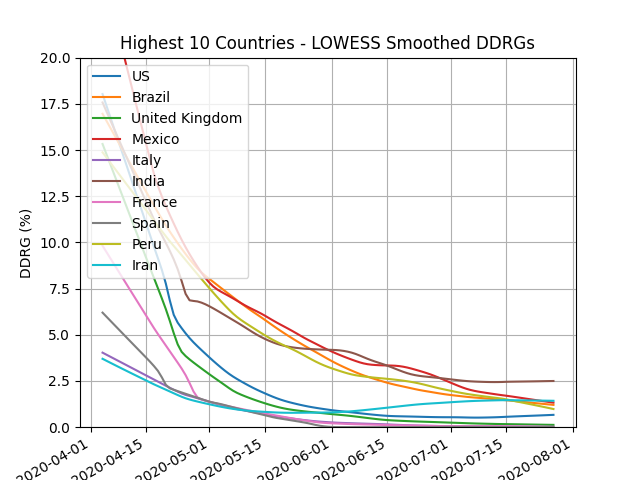 Highest 10 Countries - LOWESS Smoothed DDRGs
20.0
17.5
15.0
12.5
10.0
7.5
5.0
2.5
0.0
DDRG (%)
US
Brazil
United Kingdom
Mexico
Italy
India
France
Spain
Peru
Iran
2020-04-01
2020-04-15
2020-05-01
2020-05-15
2020-06-01
2020-06-15
2020-07-01
2020-07-15
2020-08-01